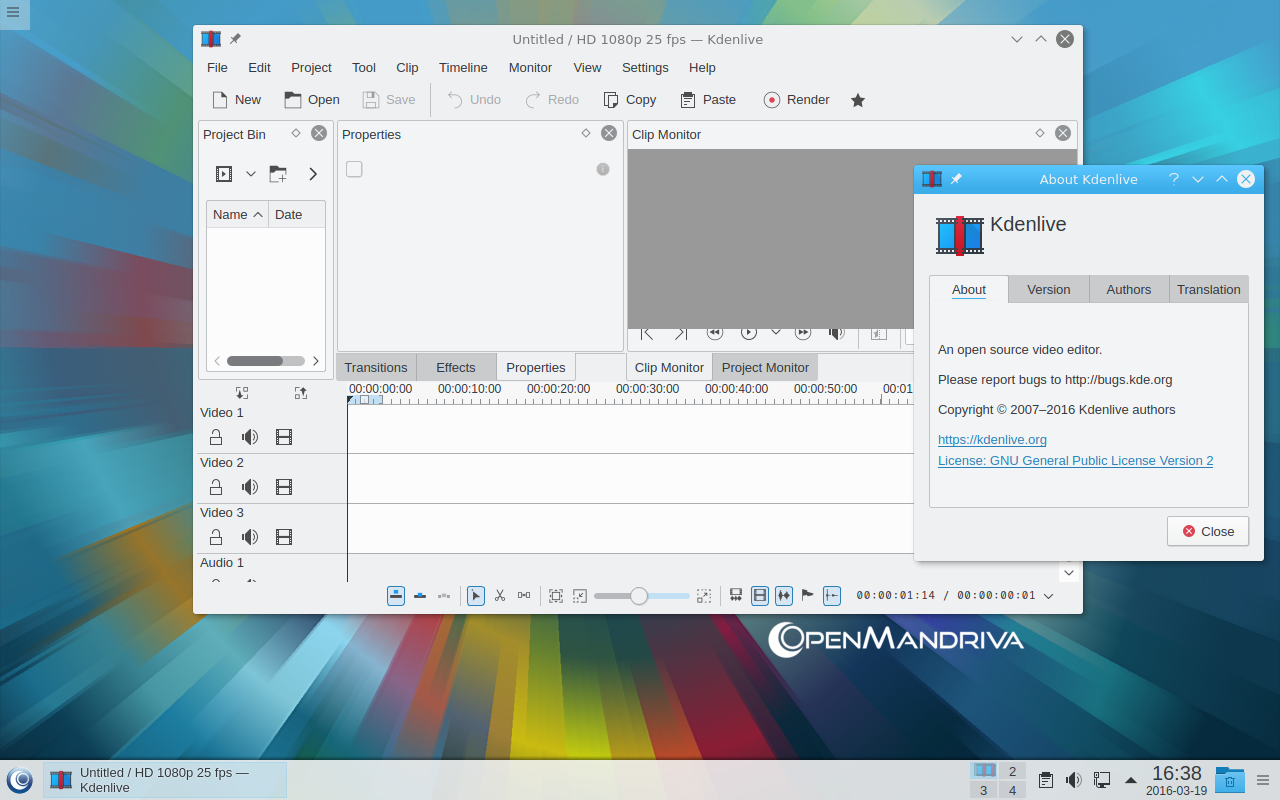 Untitled / HD 1080p 25 fps — Kdenlive
File Edit Project Tool Clip Timeline Monitor View Settings Help
New Open Save Undo Redo Copy Paste Render
Project Bin
Name Date
Properties
Clip Monitor
Transitions Effects Properties
Clip Monitor Project Monitor
00:00:00:00 00:00:10:00 00:00:20:00 00:00:30:00 00:00:40:00 00:00:50:00 00:01
Video 1
Video 2
Video 3
Audio 1
00:00:01:14 / 00:00:00:01
About Kdenlive
Kdenlive
About Version Authors Translation
An open source video editor.
Please report bugs to http://bugs.kde.org
Copyright © 2007–2016 Kdenlive authors
https://kdenlive.org
License: GNU General Public License Version 2
Close
OpenMandriva
Untitled / HD 1080p 25 fps —
Kdenlive
2
3 4
16:38
2016-03-19